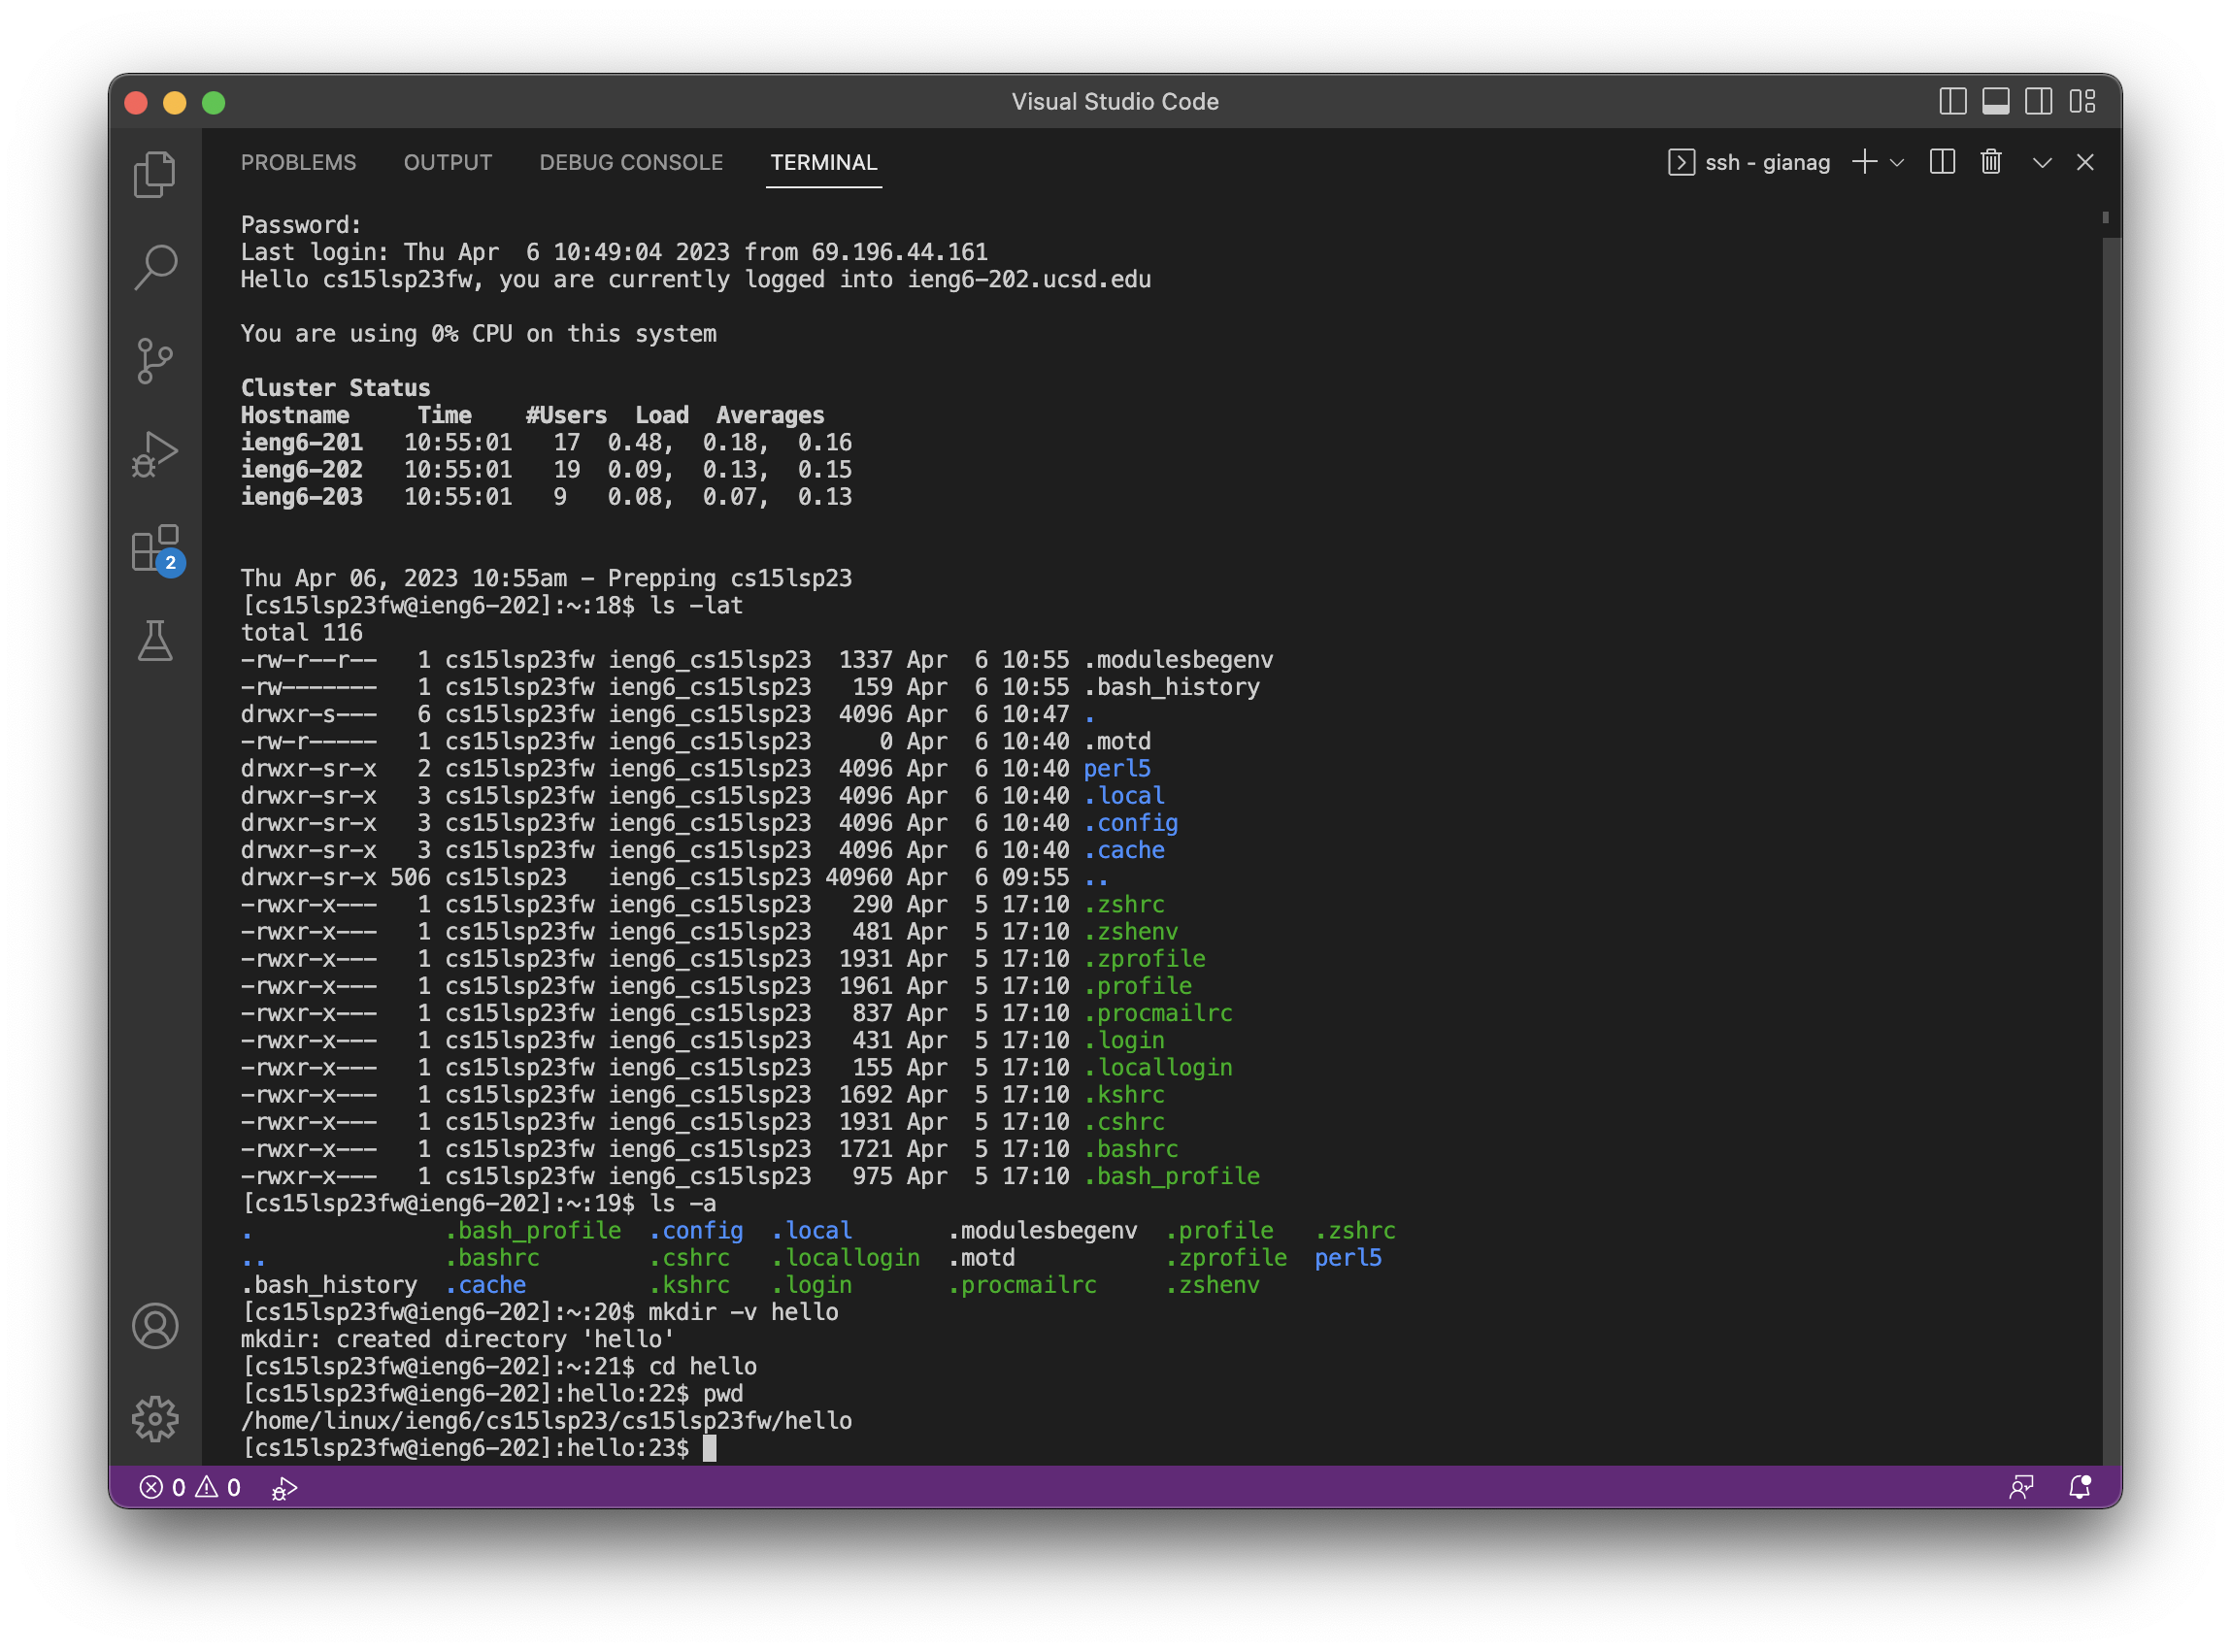 Visual Studio Code
PROBLEMS OUTPUT DEBUG CONSOLE TERMINAL ssh - gianag
Password:
Last login: Thu Apr  6 10:49:04 2023 from 69.196.44.161
Hello cs15lsp23fw, you are currently logged into ieng6-202.ucsd.edu
You are using 0% CPU on this system
Cluster Status
Hostname     Time    #Users  Load  Averages
ieng6-201   10:55:01   17  0.48,  0.18,  0.16
ieng6-202   10:55:01   19  0.09,  0.13,  0.15
ieng6-203   10:55:01   9   0.08,  0.07,  0.13
Thu Apr 06, 2023 10:55am - Prepping cs15lsp23
[cs15lsp23fw@ieng6-202]:~:18$ ls -lat
total 116
-rw-r--r--   1 cs15lsp23fw ieng6_cs15lsp23  1337 Apr  6 10:55 .modulesbegenv
-rw-------   1 cs15lsp23fw ieng6_cs15lsp23   159 Apr  6 10:55 .bash_history
drwxr-s---   6 cs15lsp23fw ieng6_cs15lsp23  4096 Apr  6 10:47 .
-rw-r-----   1 cs15lsp23fw ieng6_cs15lsp23     0 Apr  6 10:40 .motd
drwxr-sr-x   2 cs15lsp23fw ieng6_cs15lsp23  4096 Apr  6 10:40 perl5
drwxr-sr-x   3 cs15lsp23fw ieng6_cs15lsp23  4096 Apr  6 10:40 .local
drwxr-sr-x   3 cs15lsp23fw ieng6_cs15lsp23  4096 Apr  6 10:40 .config
drwxr-sr-x   3 cs15lsp23fw ieng6_cs15lsp23  4096 Apr  6 10:40 .cache
drwxr-sr-x 506 cs15lsp23   ieng6_cs15lsp23 40960 Apr  6 09:55 ..
-rwxr-x---   1 cs15lsp23fw ieng6_cs15lsp23   290 Apr  5 17:10 .zshrc
-rwxr-x---   1 cs15lsp23fw ieng6_cs15lsp23   481 Apr  5 17:10 .zshenv
-rwxr-x---   1 cs15lsp23fw ieng6_cs15lsp23  1931 Apr  5 17:10 .zprofile
-rwxr-x---   1 cs15lsp23fw ieng6_cs15lsp23  1961 Apr  5 17:10 .profile
-rwxr-x---   1 cs15lsp23fw ieng6_cs15lsp23   837 Apr  5 17:10 .procmailrc
-rwxr-x---   1 cs15lsp23fw ieng6_cs15lsp23   431 Apr  5 17:10 .login
-rwxr-x---   1 cs15lsp23fw ieng6_cs15lsp23   155 Apr  5 17:10 .locallogin
-rwxr-x---   1 cs15lsp23fw ieng6_cs15lsp23  1692 Apr  5 17:10 .kshrc
-rwxr-x---   1 cs15lsp23fw ieng6_cs15lsp23  1931 Apr  5 17:10 .cshrc
-rwxr-x---   1 cs15lsp23fw ieng6_cs15lsp23  1721 Apr  5 17:10 .bashrc
-rwxr-x---   1 cs15lsp23fw ieng6_cs15lsp23   975 Apr  5 17:10 .bash_profile
[cs15lsp23fw@ieng6-202]:~:19$ ls -a
.              .bash_profile  .config  .local       .modulesbegenv  .profile   .zshrc
..             .bashrc        .cshrc   .locallogin  .motd           .zprofile  perl5
.bash_history  .cache         .kshrc   .login       .procmailrc     .zshenv
[cs15lsp23fw@ieng6-202]:~:20$ mkdir -v hello
mkdir: created directory 'hello'
[cs15lsp23fw@ieng6-202]:~:21$ cd hello
[cs15lsp23fw@ieng6-202]:hello:22$ pwd
/home/linux/ieng6/cs15lsp23/cs15lsp23fw/hello
[cs15lsp23fw@ieng6-202]:hello:23$
2
0 0